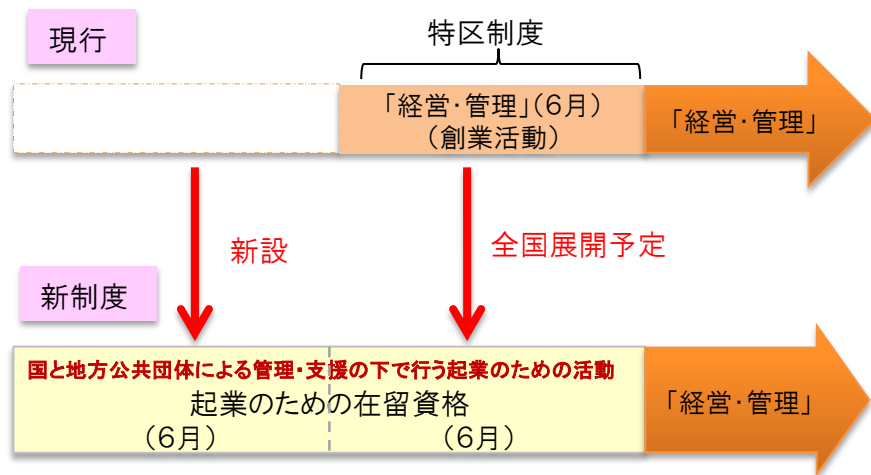 現行
特区制度
「経営・管理」(6月)
(創業活動)
「経営・管理」
新設
全国展開予定
新制度
国と地方公共団体による管理・支援の下で行う起業のための活動
起業のための在留資格
(6月) (6月)
「経営・管理」